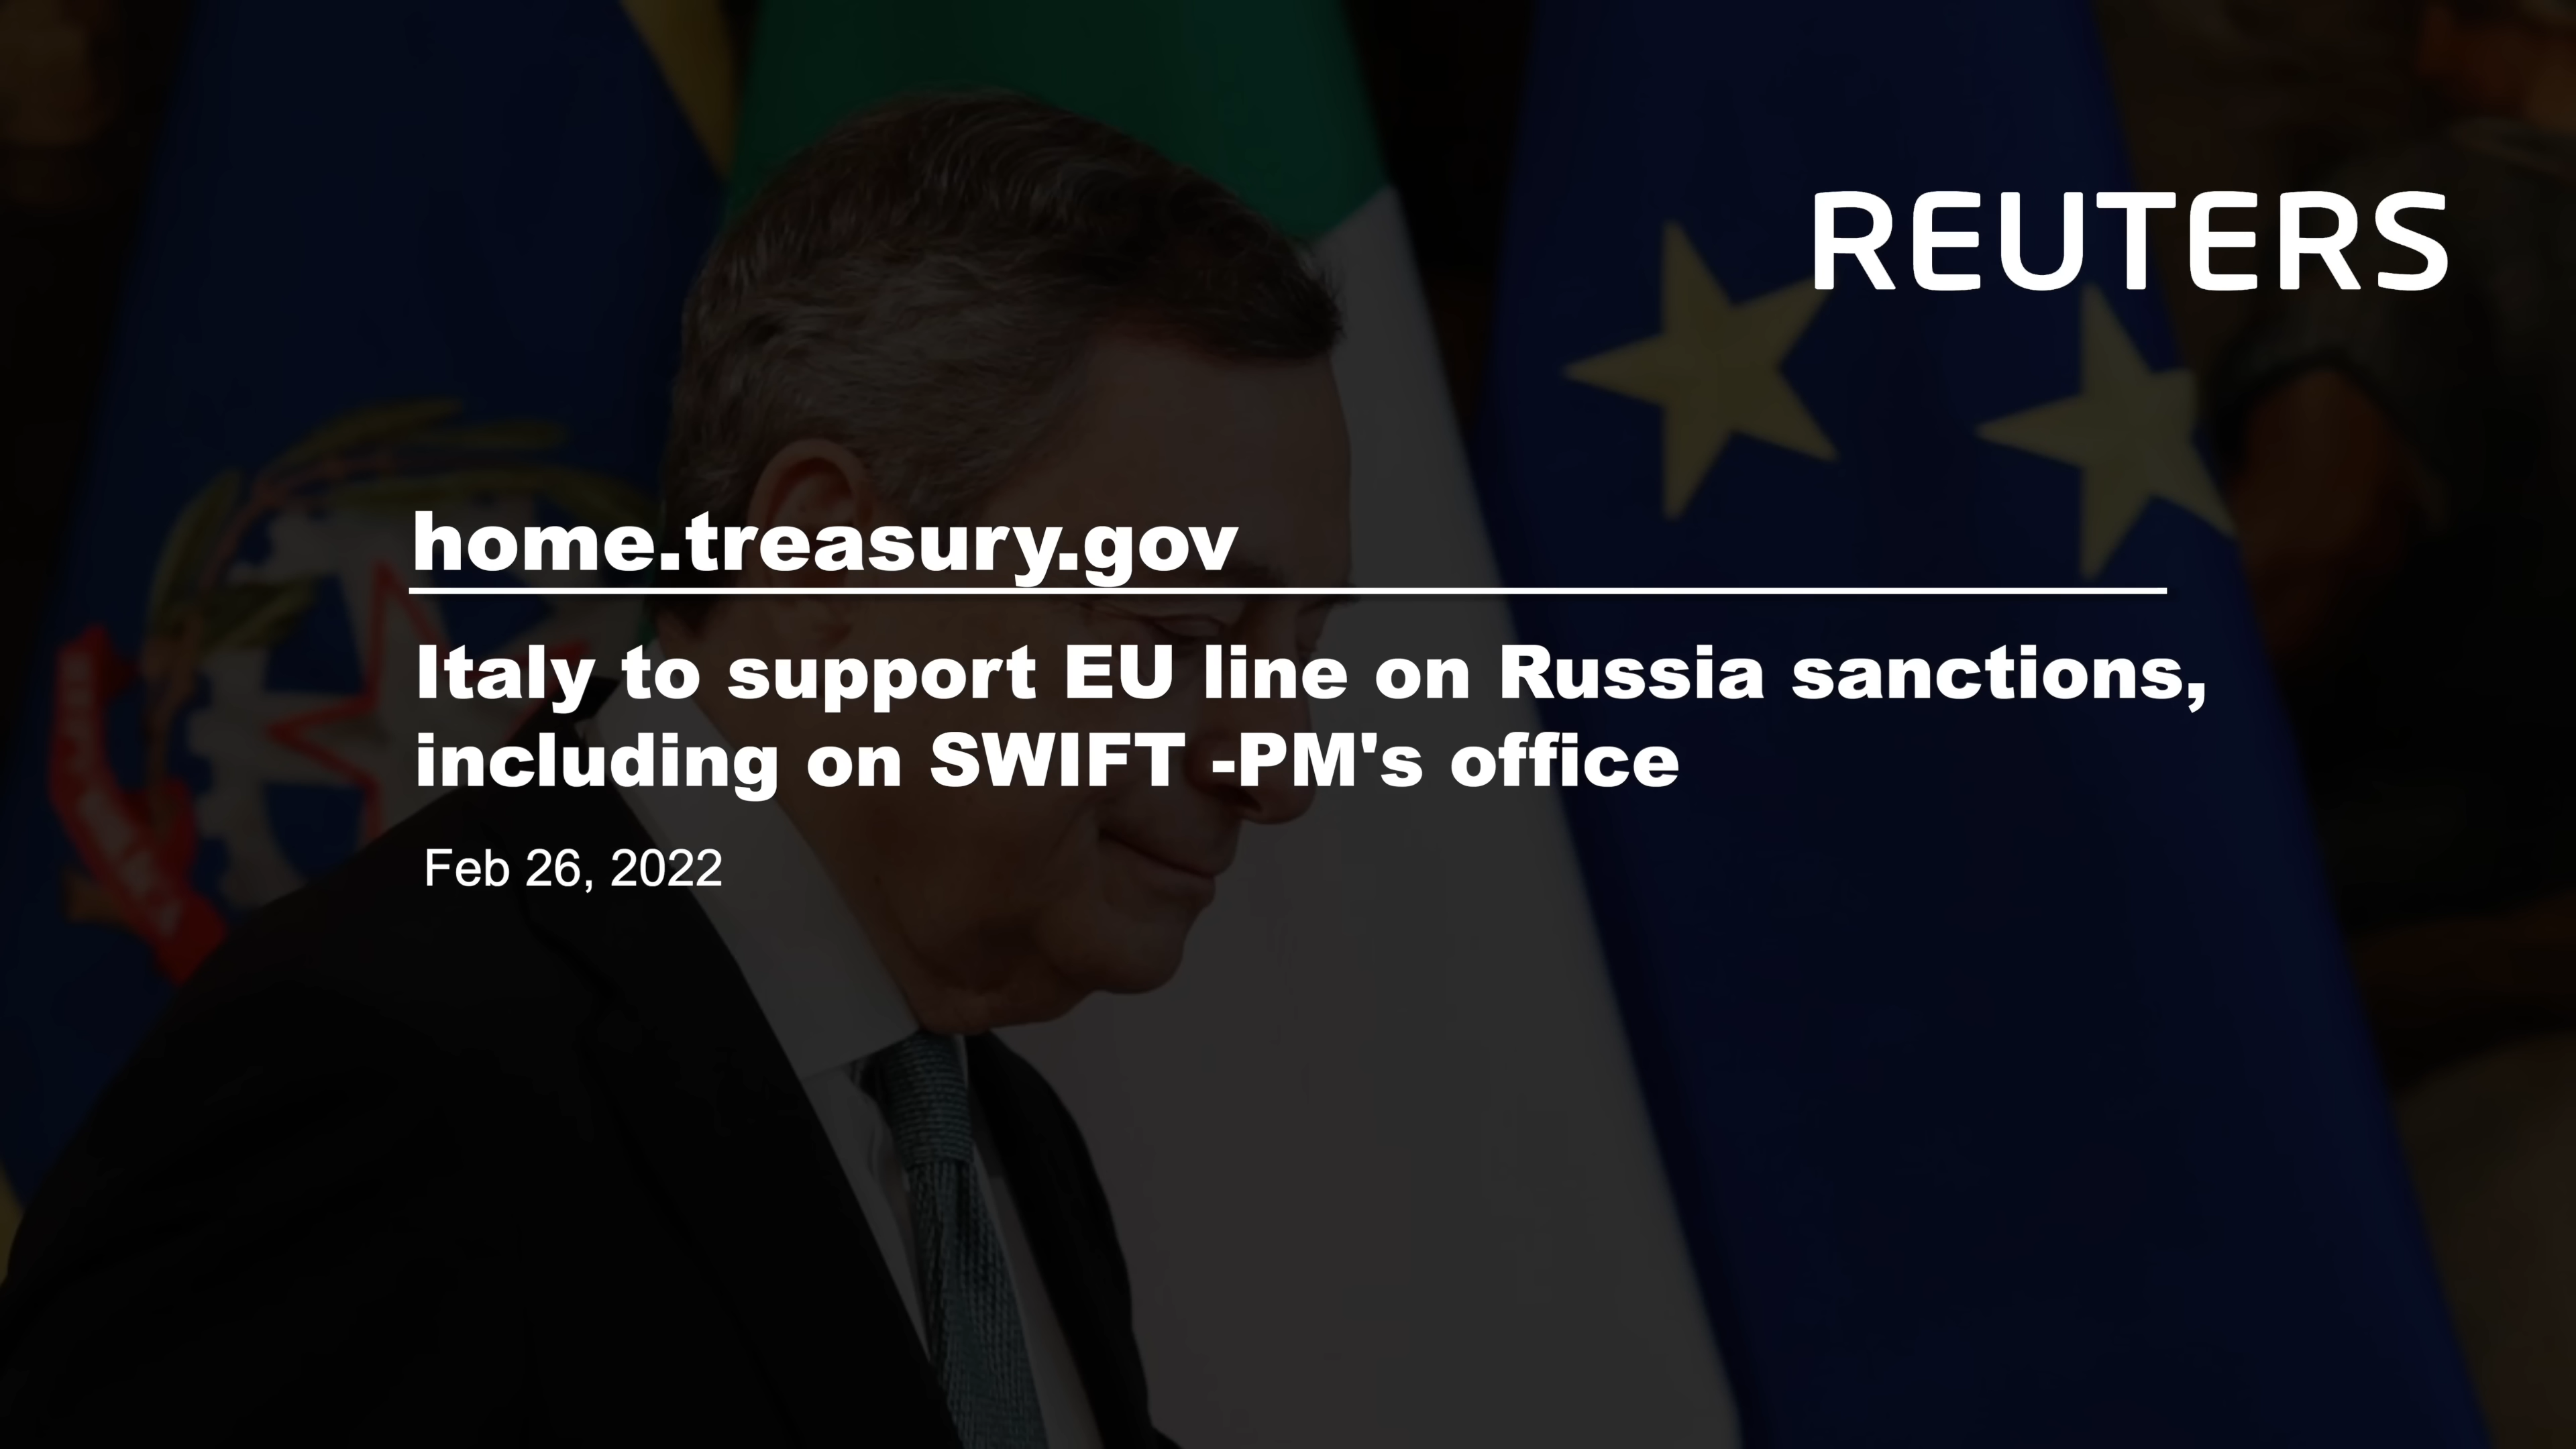 REUTERS
home.treasury.gov
Italy to support EU line on Russia sanctions,
including on SWIFT -PM's office
Feb 26, 2022